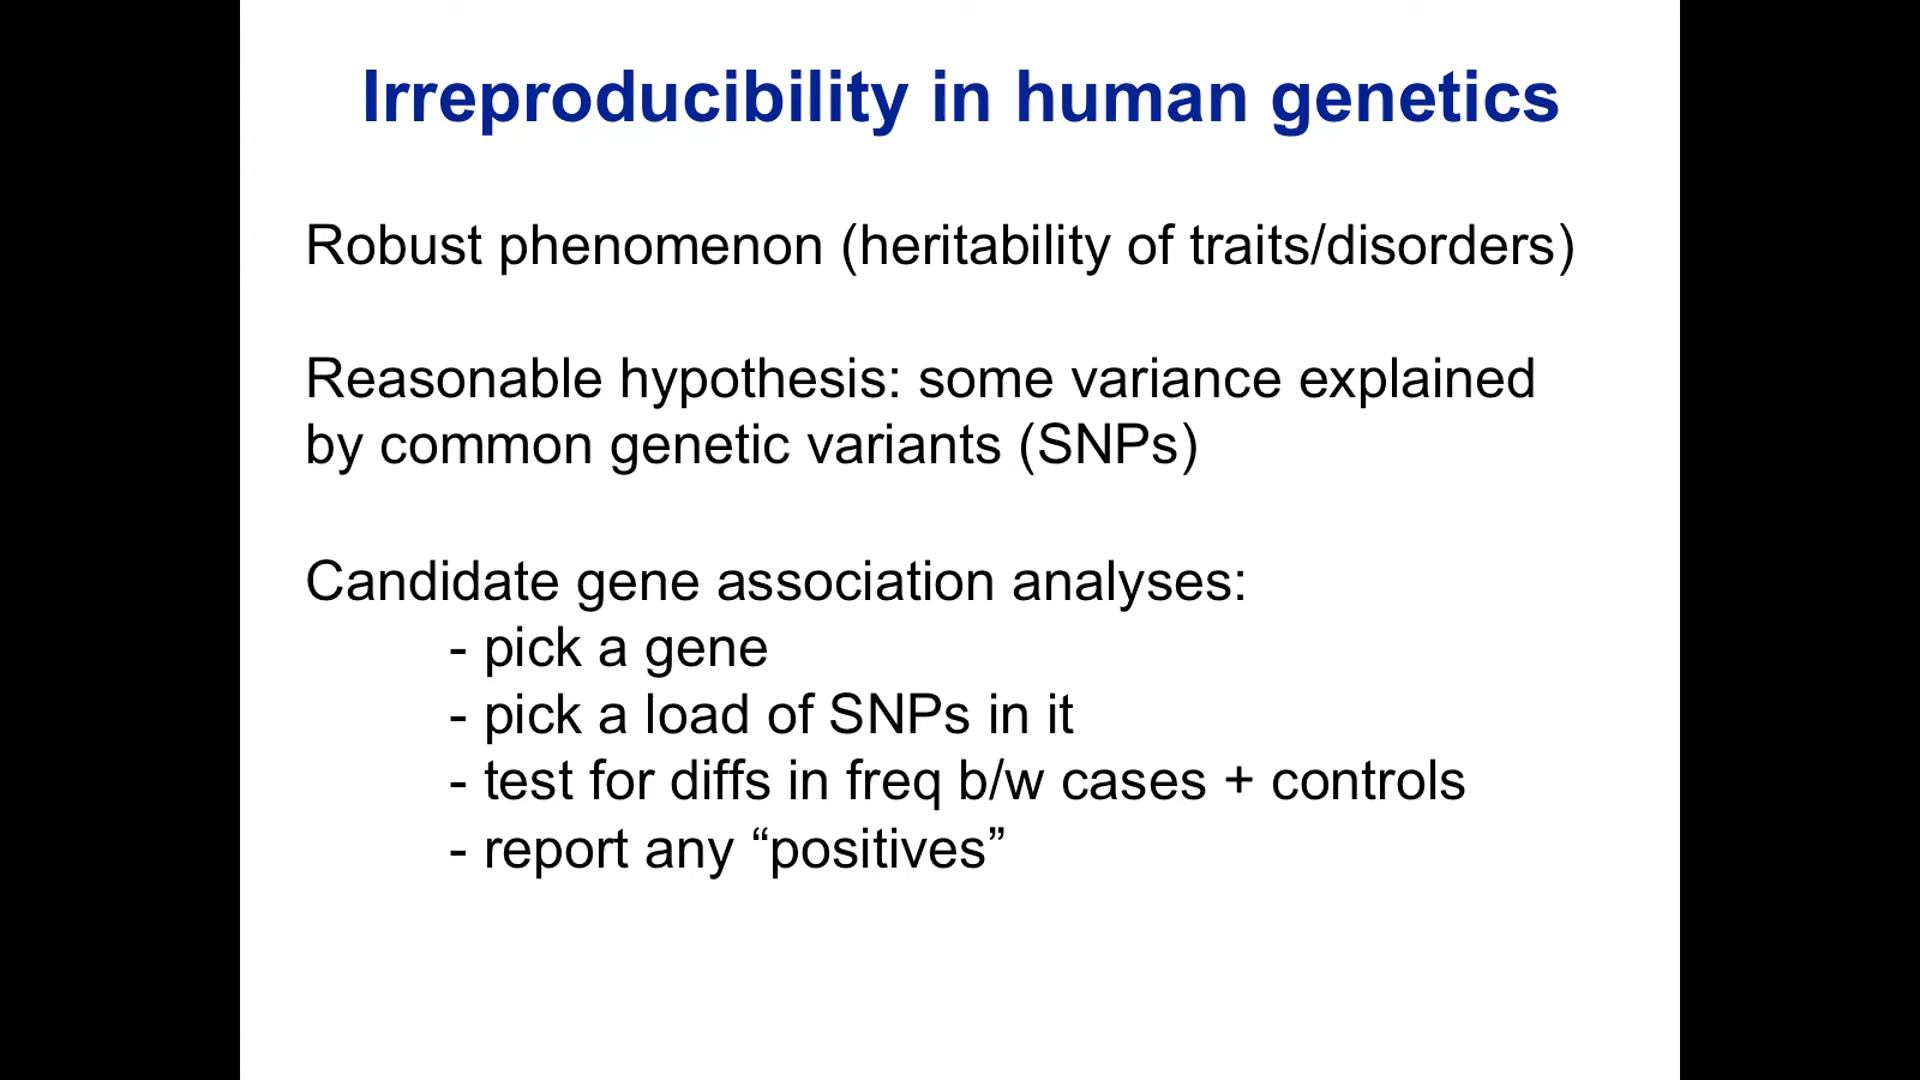 Irreproducibility in human genetics
Robust phenomenon (heritability of traits/disorders)
Reasonable hypothesis: some variance explained
by common genetic variants (SNPs)
Candidate gene association analyses:
- pick a gene
- pick a load of SNPs in it
- test for diffs in freq b/w cases + controls
- report any “positives”